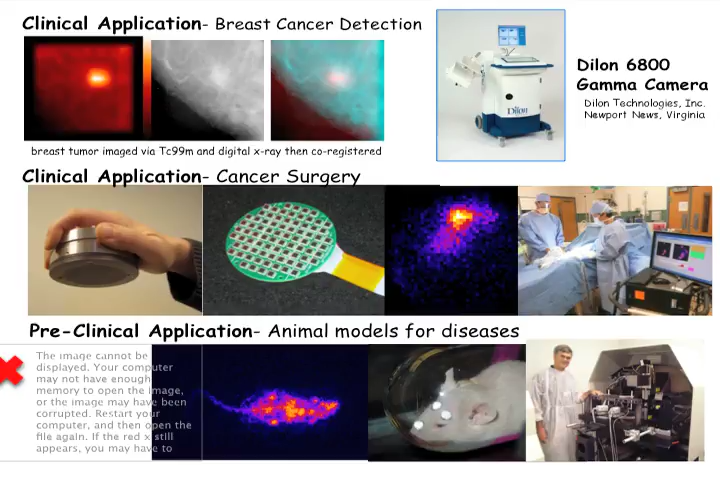 Clinical Application- Breast Cancer Detection
Dilon 6800
Gamma Camera
Dilon Technologies, Inc.
Newport News, Virginia
Dilon
breast tumor imaged via Tc99m and digital x-ray then co-registered
Clinical Application- Cancer Surgery
Pre-Clinical Application- Animal models for diseases
The image cannot be
displayed. Your computer
may not have enough
memory to open the image,
or the image may have been
corrupted. Restart your
computer, and then open the
file again. If the red x still
appears, you may have to